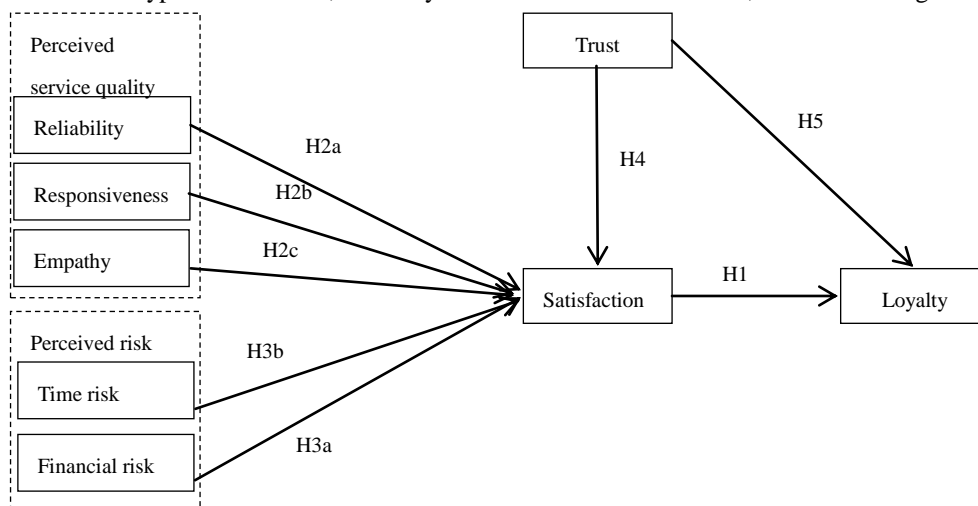 Perceived
service quality
Reliability
Responsiveness
Empathy
Perceived risk
Time risk
Financial risk
H2a
H2b
H2c
H3b
H3a
Trust
H4
H5
Satisfaction
H1
Loyalty